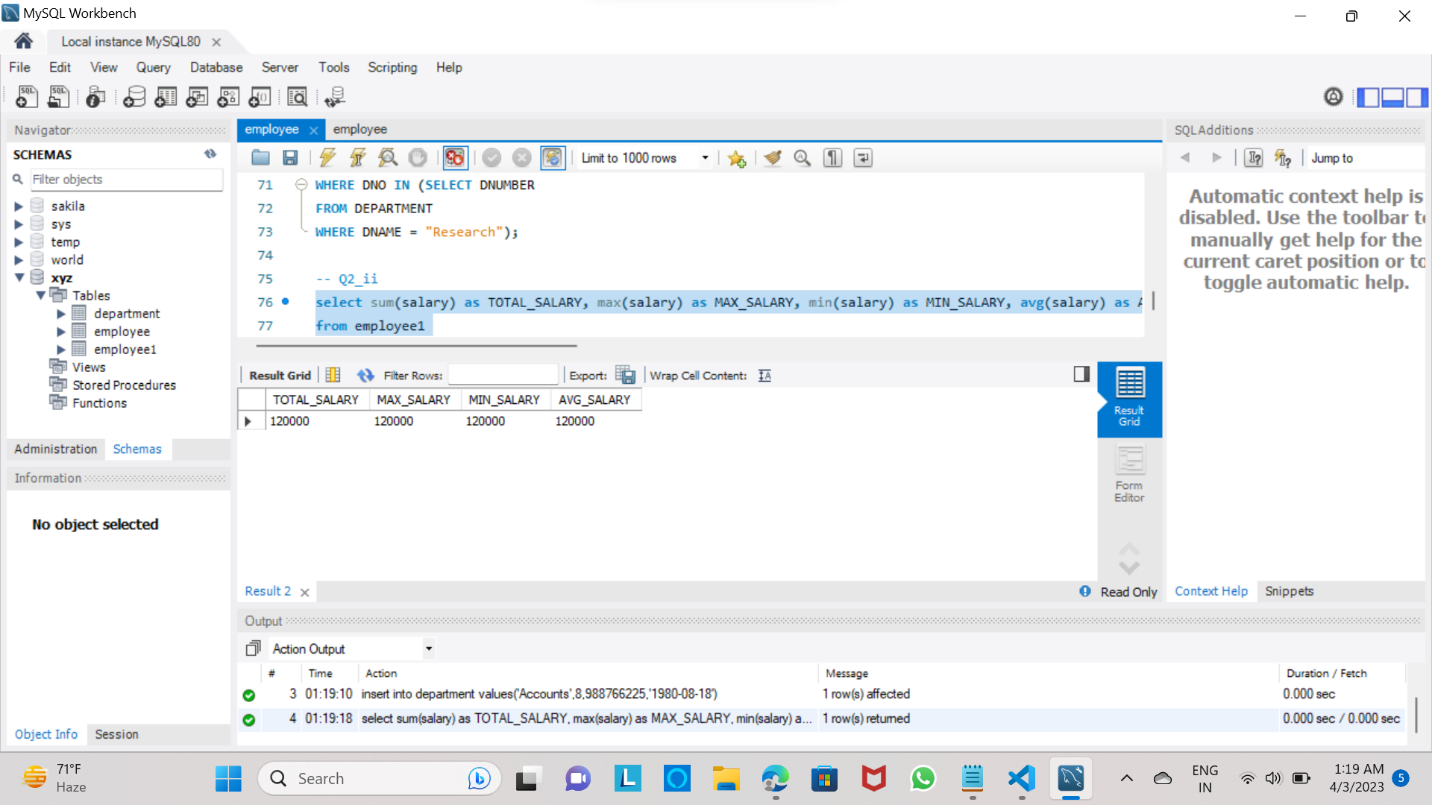 MySQL Workbench
Local instance MySQL80
File Edit View Query Database Server Tools Scripting Help
Navigator
SCHEMAS
Filter objects
sakila
sys
temp
world
xyz
Tables
department
employee
employee1
Views
Stored Procedures
Functions
Administration Schemas
Information
No object selected
Object Info Session
employee employee
Limit to 1000 rows
71 WHERE DNO IN (SELECT DNUMBER
72 FROM DEPARTMENT
73 WHERE DNAME = "Research");
74
75 -- Q2_ii
76 select sum(salary) as TOTAL_SALARY, max(salary) as MAX_SALARY, min(salary) as MIN_SALARY, avg(salary) as A
77 from employee1
Result Grid Filter Rows: Export: Wrap Cell Content:
TOTAL_SALARY MAX_SALARY MIN_SALARY AVG_SALARY
120000 120000 120000 120000
Result
Grid
Form
Editor
Result 2 Read Only
SQLAdditions
Jump to
Automatic context help is
disabled. Use the toolbar to
manually get help for the
current caret position or to
toggle automatic help.
Context Help Snippets
Output
Action Output
# Time Action Message Duration / Fetch
3 01:19:10 insert into department values('Accounts',8,988766225,'1980-08-18') 1 row(s) affected 0.000 sec
4 01:19:18 select sum(salary) as TOTAL_SALARY, max(salary) as MAX_SALARY, min(salary) a... 1 row(s) returned 0.000 sec / 0.000 sec
71°F
Haze
Search
L
ENG
IN
1:19 AM
4/3/2023
5